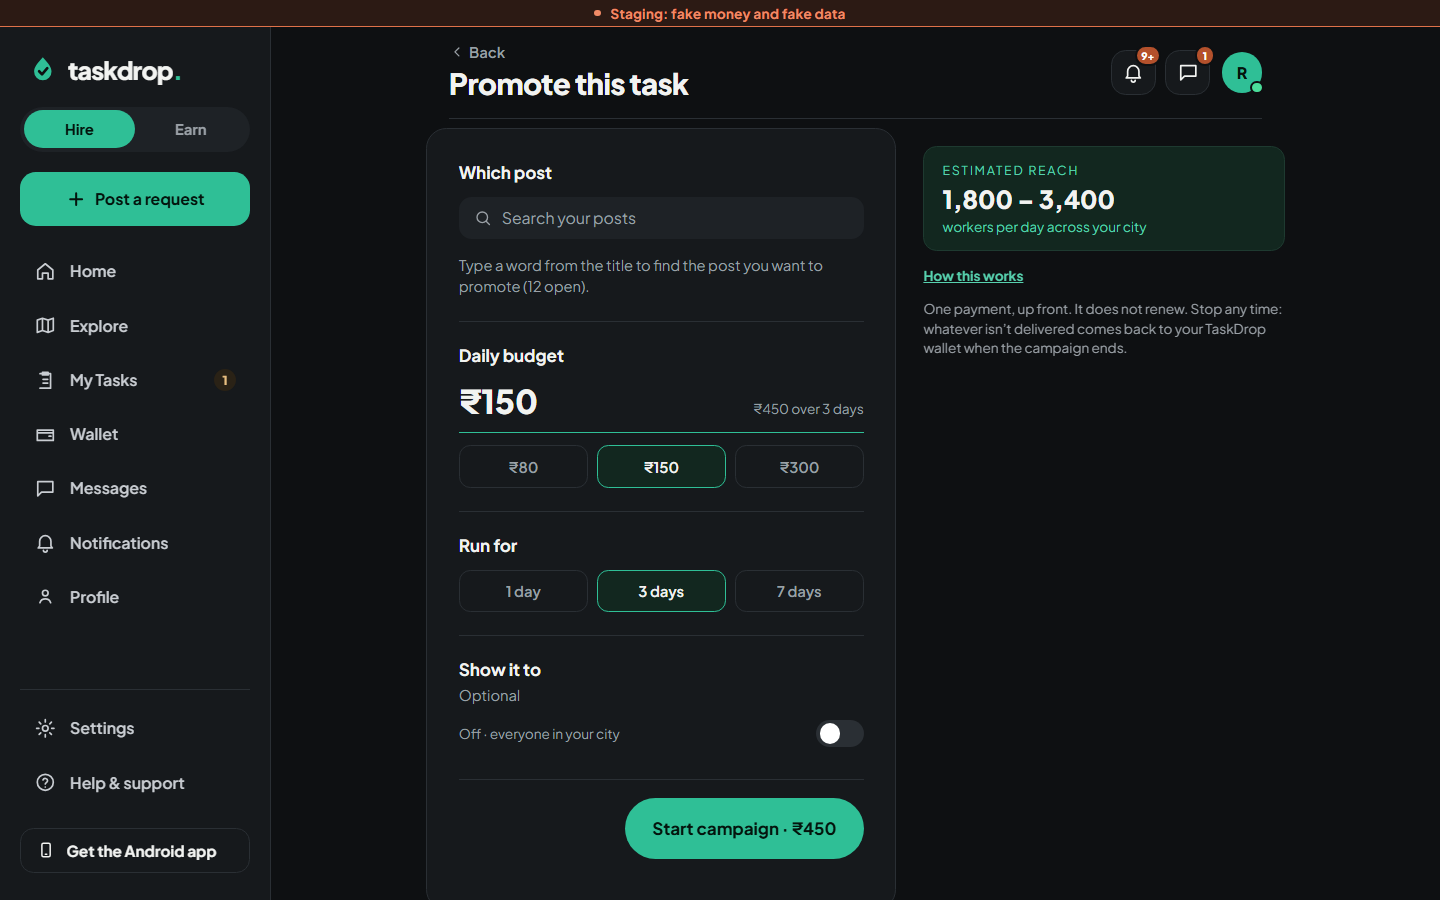 Staging: fake money and fake data
taskdrop.
Hire
Earn
Post a request
Home
Explore
My Tasks
1
Wallet
Messages
Notifications
Profile
Settings
Help & support
Get the Android app
Back
Promote this task
9+
1
R
Which post
Search your posts
Type a word from the title to find the post you want to
promote (12 open).
Daily budget
₹150
₹450 over 3 days
₹80
₹150
₹300
Run for
1 day
3 days
7 days
Show it to
Optional
Off · everyone in your city
Start campaign · ₹450
ESTIMATED REACH
1,800 – 3,400
workers per day across your city
How this works
One payment, up front. It does not renew. Stop any time:
whatever isn't delivered comes back to your TaskDrop
wallet when the campaign ends.